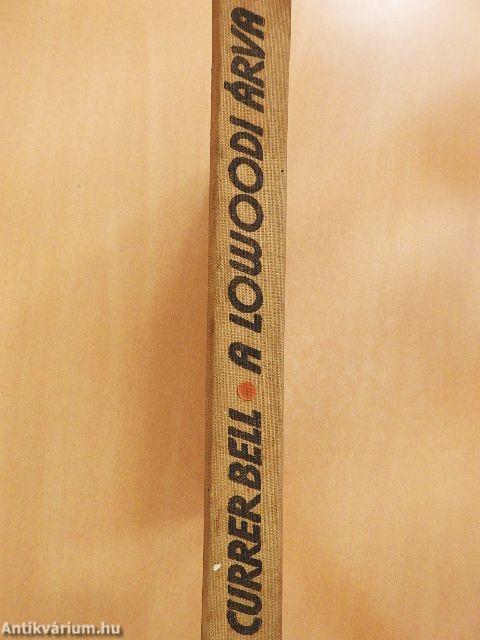 CURRER BELL • A LOWOODI ÁRVA
Antikvárium.hu